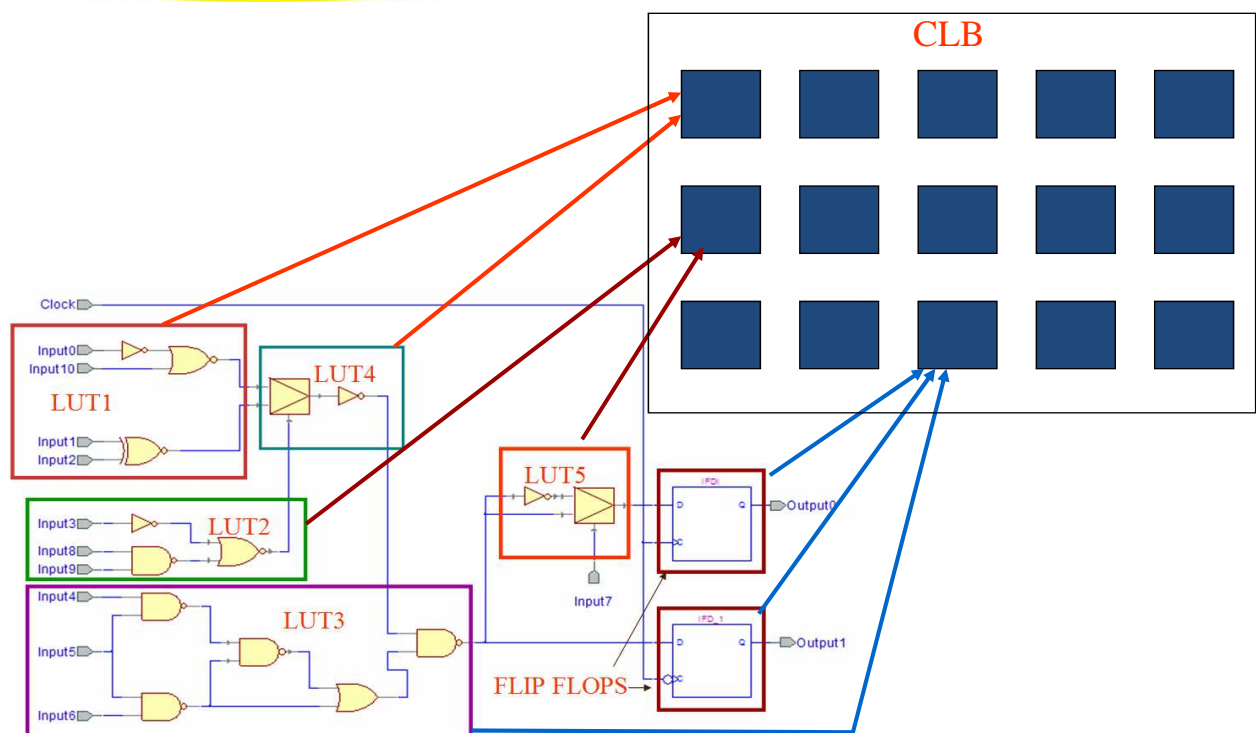 CLB
Clock
Input0
Input10
LUT1
LUT4
Input1
Input2
LUT5
IFDI
D
Q
C
Output0
Input3
LUT2
Input8
Input9
Input7
Input4
LUT3
IFD_1
D
Q
C
Output1
Input5
FLIP FLOPS
Input6